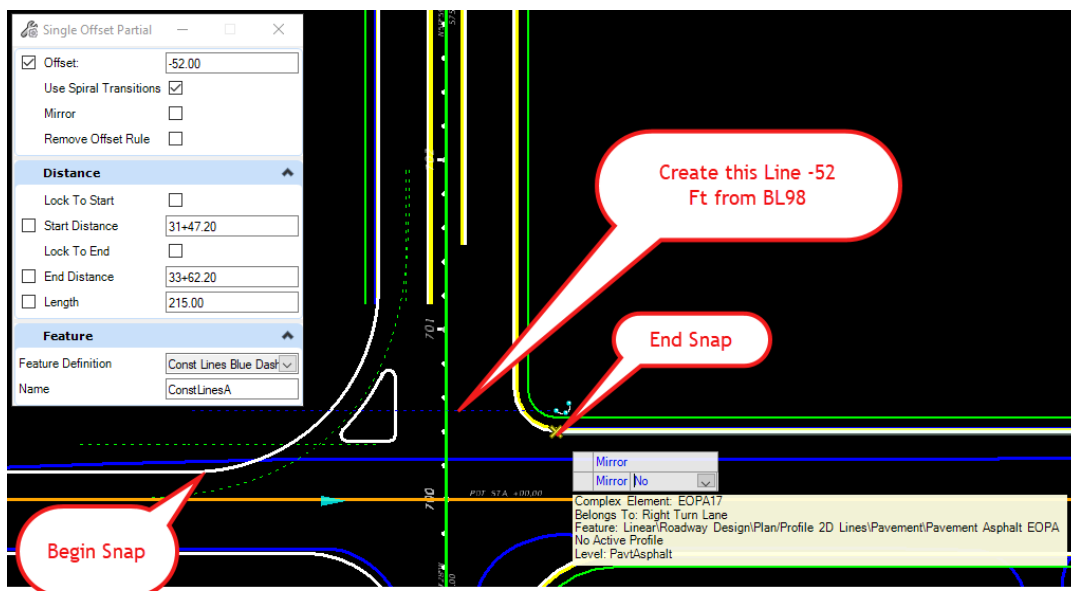 Single Offset Partial
Offset: -52.00
Use Spiral Transitions
Mirror
Remove Offset Rule
Distance
Lock To Start
Start Distance 31+47.20
Lock To End
End Distance 33+62.20
Length 215.00
Feature
Feature Definition Const Lines Blue Dash
Name ConstLinesA
Create this Line -52
Ft from BL98
701
End Snap
Mirror
Mirror No
700
POT STA +00.00
Complex Element: EOPA17
Belongs To: Right Turn Lane
Feature: Linear\Roadway Design\Plan/Profile 2D Lines\Pavement\Pavement Asphalt EOPA
No Active Profile
Level: PavtAsphalt
Begin Snap